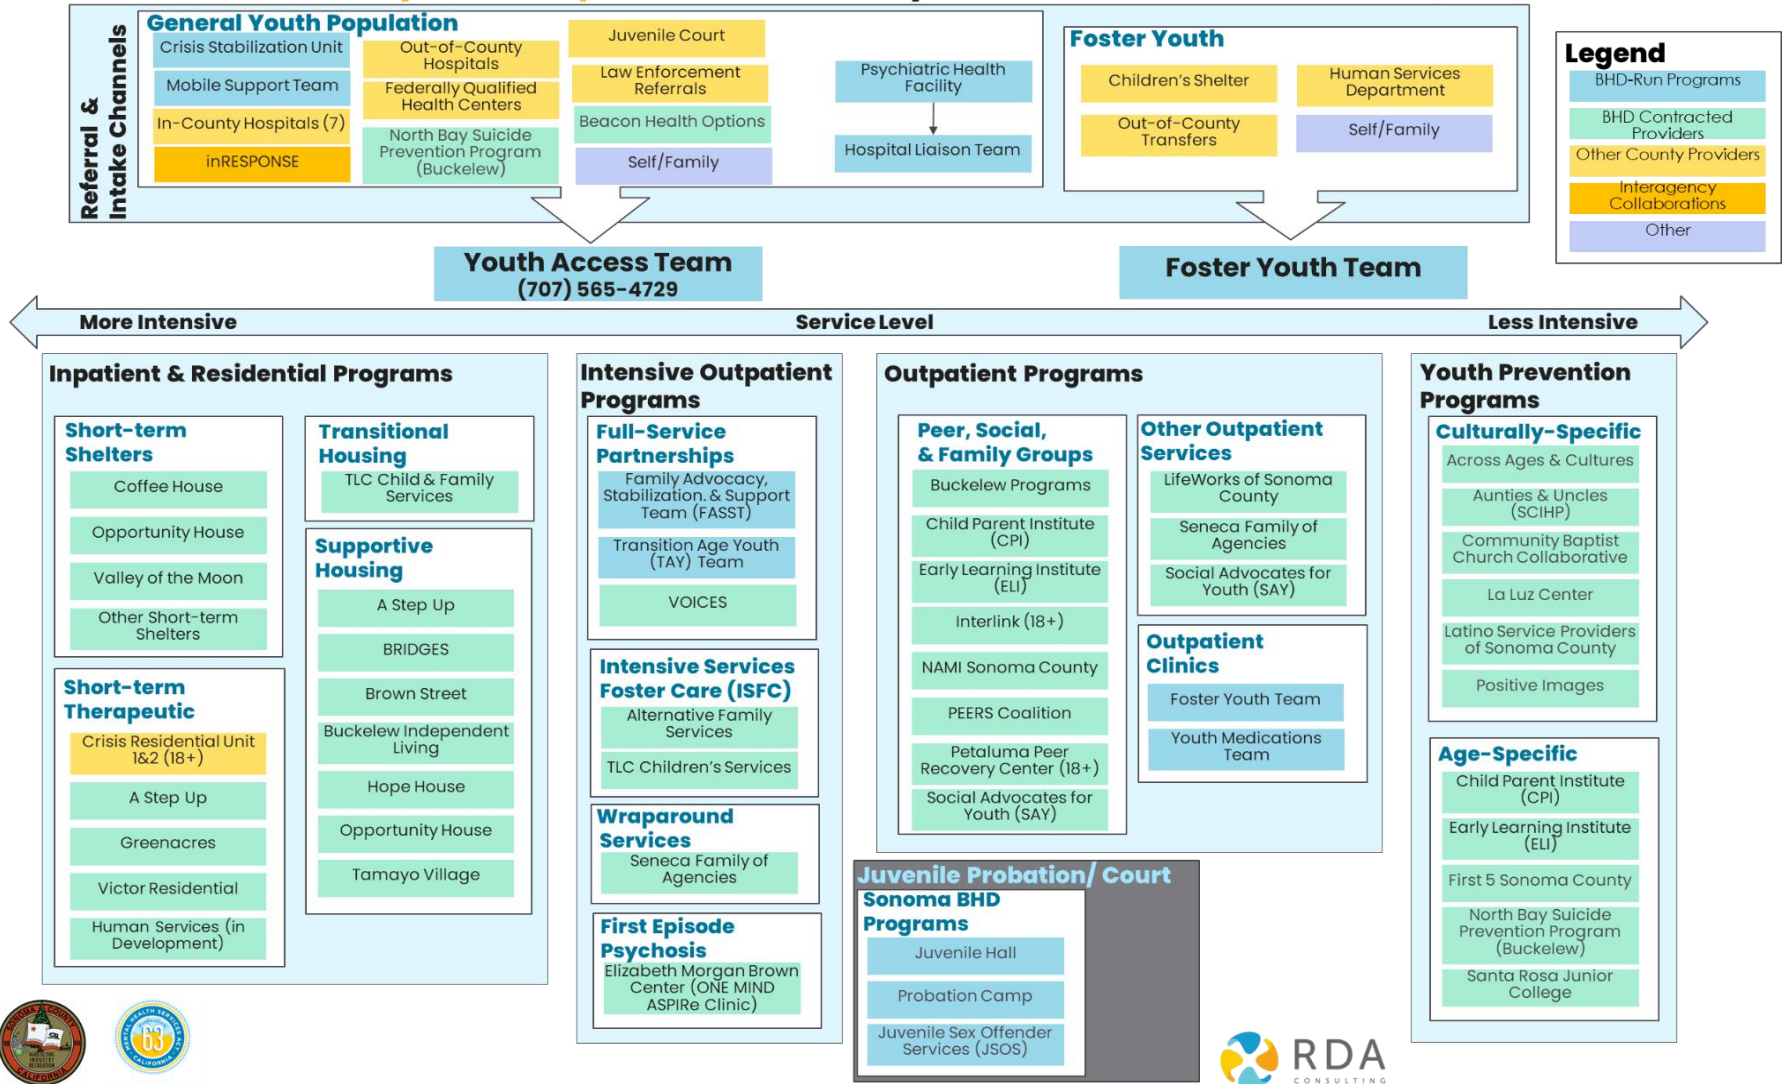 Referral &
Intake Channels
General Youth Population
Crisis Stabilization Unit
Mobile Support Team
In-County Hospitals (7)
inRESPONSE
Out-of-County
Hospitals
Federally Qualified
Health Centers
North Bay Suicide
Prevention Program
(Buckelew)
Juvenile Court
Law Enforcement
Referrals
Beacon Health Options
Self/Family
Psychiatric Health
Facility
Hospital Liaison Team
Foster Youth
Children's Shelter
Out-of-County
Transfers
Human Services
Department
Self/Family
Legend
BHD-Run Programs
BHD Contracted
Providers
Other County Providers
Interagency
Collaborations
Other
Youth Access Team
(707) 565-4729
Foster Youth Team
More Intensive
Service Level
Less Intensive
Inpatient & Residential Programs
Short-term
Shelters
Coffee House
Opportunity House
Valley of the Moon
Other Short-term
Shelters
Short-term
Therapeutic
Crisis Residential Unit
1&2 (18+)
A Step Up
Greenacres
Victor Residential
Human Services (in
Development)
Transitional
Housing
TLC Child & Family
Services
Supportive
Housing
A Step Up
BRIDGES
Brown Street
Buckelew Independent
Living
Hope House
Opportunity House
Tamayo Village
Intensive Outpatient
Programs
Full-Service
Partnerships
Family Advocacy,
Stabilization. & Support
Team (FASST)
Transition Age Youth
(TAY) Team
VOICES
Intensive Services
Foster Care (ISFC)
Alternative Family
Services
TLC Children's Services
Wraparound
Services
Seneca Family of
Agencies
First Episode
Psychosis
Elizabeth Morgan Brown
Center (ONE MIND
ASPIRe Clinic)
Outpatient Programs
Peer, Social,
& Family Groups
Buckelew Programs
Child Parent Institute
(CPI)
Early Learning Institute
(ELI)
Interlink (18+)
NAMI Sonoma County
PEERS Coalition
Petaluma Peer
Recovery Center (18+)
Social Advocates for
Youth (SAY)
Other Outpatient
Services
LifeWorks of Sonoma
County
Seneca Family of
Agencies
Social Advocates for
Youth (SAY)
Outpatient
Clinics
Foster Youth Team
Youth Medications
Team
Juvenile Probation/ Court
Sonoma BHD
Programs
Juvenile Hall
Probation Camp
Juvenile Sex Offender
Services (JSOS)
Youth Prevention
Programs
Culturally-Specific
Across Ages & Cultures
Aunties & Uncles
(SCIHP)
Community Baptist
Church Collaborative
La Luz Center
Latino Service Providers
of Sonoma County
Positive Images
Age-Specific
Child Parent Institute
(CPI)
Early Learning Institute
(ELI)
First 5 Sonoma County
North Bay Suicide
Prevention Program
(Buckelew)
Santa Rosa Junior
College
SONOMA COUNTY
AGRICULTURE
INDUSTRY
RECREATION
CALIFORNIA
MENTAL HEALTH SERVICES ACT
63
CALIFORNIA
RDA
CONSULTING